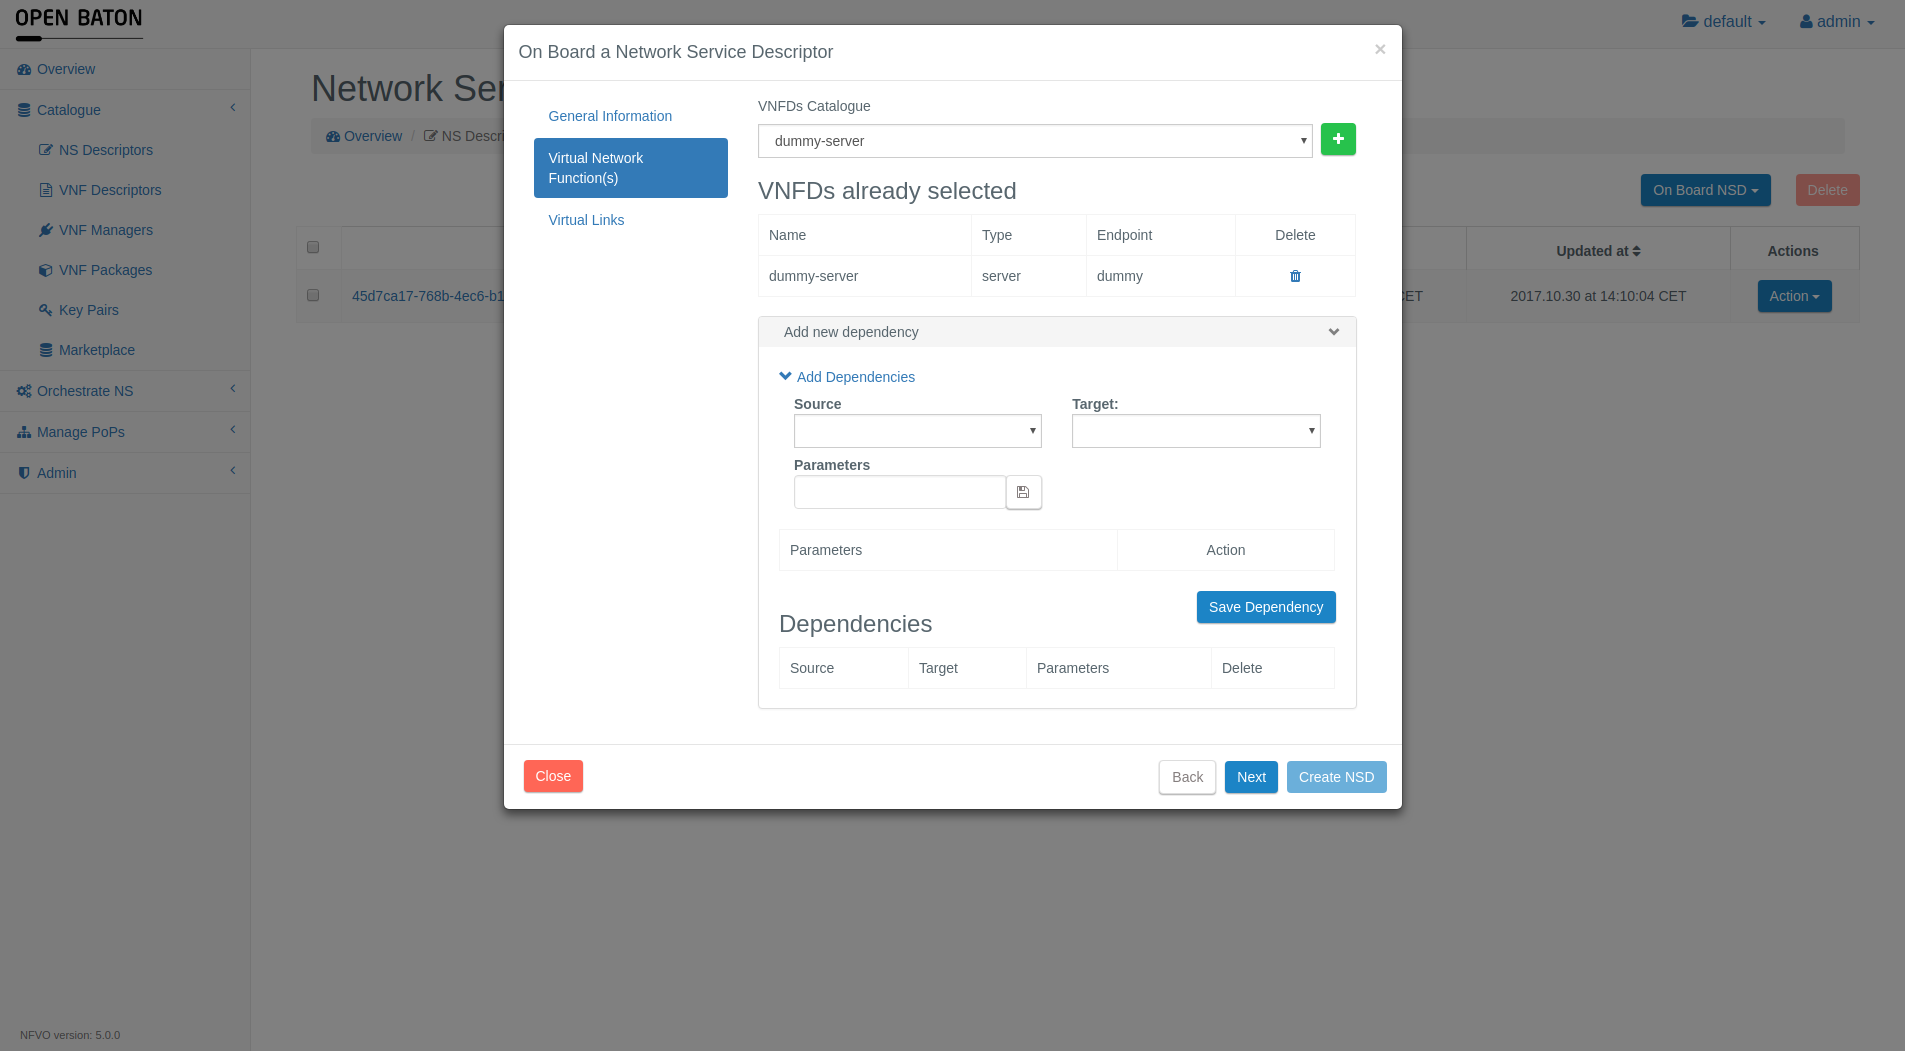 OPEN BATON
default
admin
Overview
Catalogue
NS Descriptors
VNF Descriptors
VNF Managers
VNF Packages
Key Pairs
Marketplace
Orchestrate NS
Manage PoPs
Admin
NFVO version: 5.0.0
Network Ser
Overview / NS Descri
On Board NSD
Delete
Updated at
Actions
45d7ca17-768b-4ec6-b1
CET
2017.10.30 at 14:10:04 CET
Action
On Board a Network Service Descriptor
×
General Information
Virtual Network
Function(s)
Virtual Links
VNFDs Catalogue
dummy-server
VNFDs already selected
Name Type Endpoint Delete
dummy-server server dummy
Add new dependency
Add Dependencies
Source Target:
Parameters
Parameters Action
Save Dependency
Dependencies
Source Target Parameters Delete
Close Back Next Create NSD